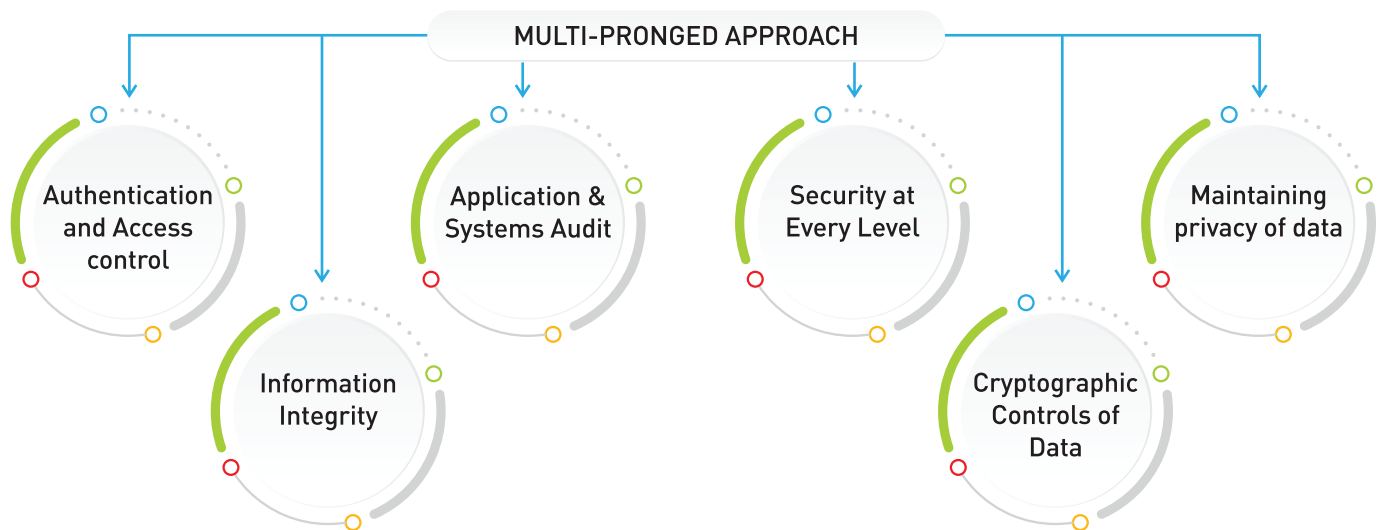 MULTI-PRONGED APPROACH
Authentication
and Access
control
Information
Integrity
Application &
Systems Audit
Security at
Every Level
Cryptographic
Controls of
Data
Maintaining
privacy of data